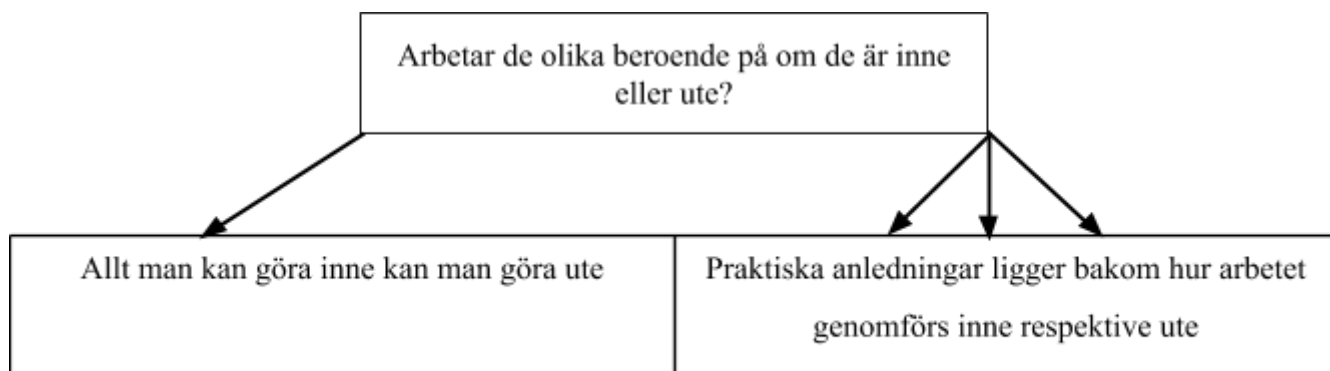 Arbetar de olika beroende på om de är inne
eller ute?
Allt man kan göra inne kan man göra ute
Praktiska anledningar ligger bakom hur arbetet
genomförs inne respektive ute